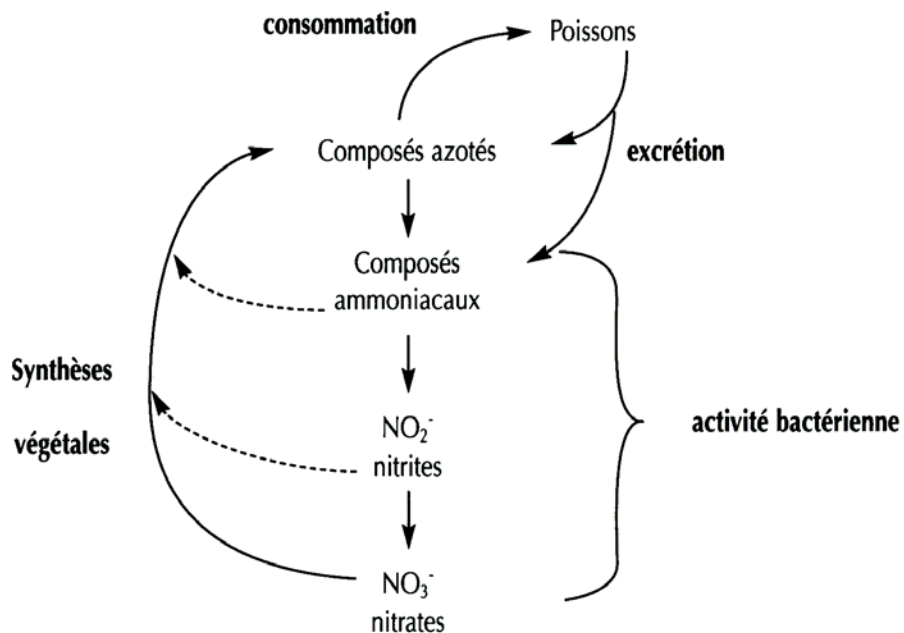 consommation
Poissons
Composés azotés
excrétion
Composés
ammoniacaux
Synthèses
végétales
NO₂⁻
nitrites
activité bactérienne
NO₃⁻
nitrates